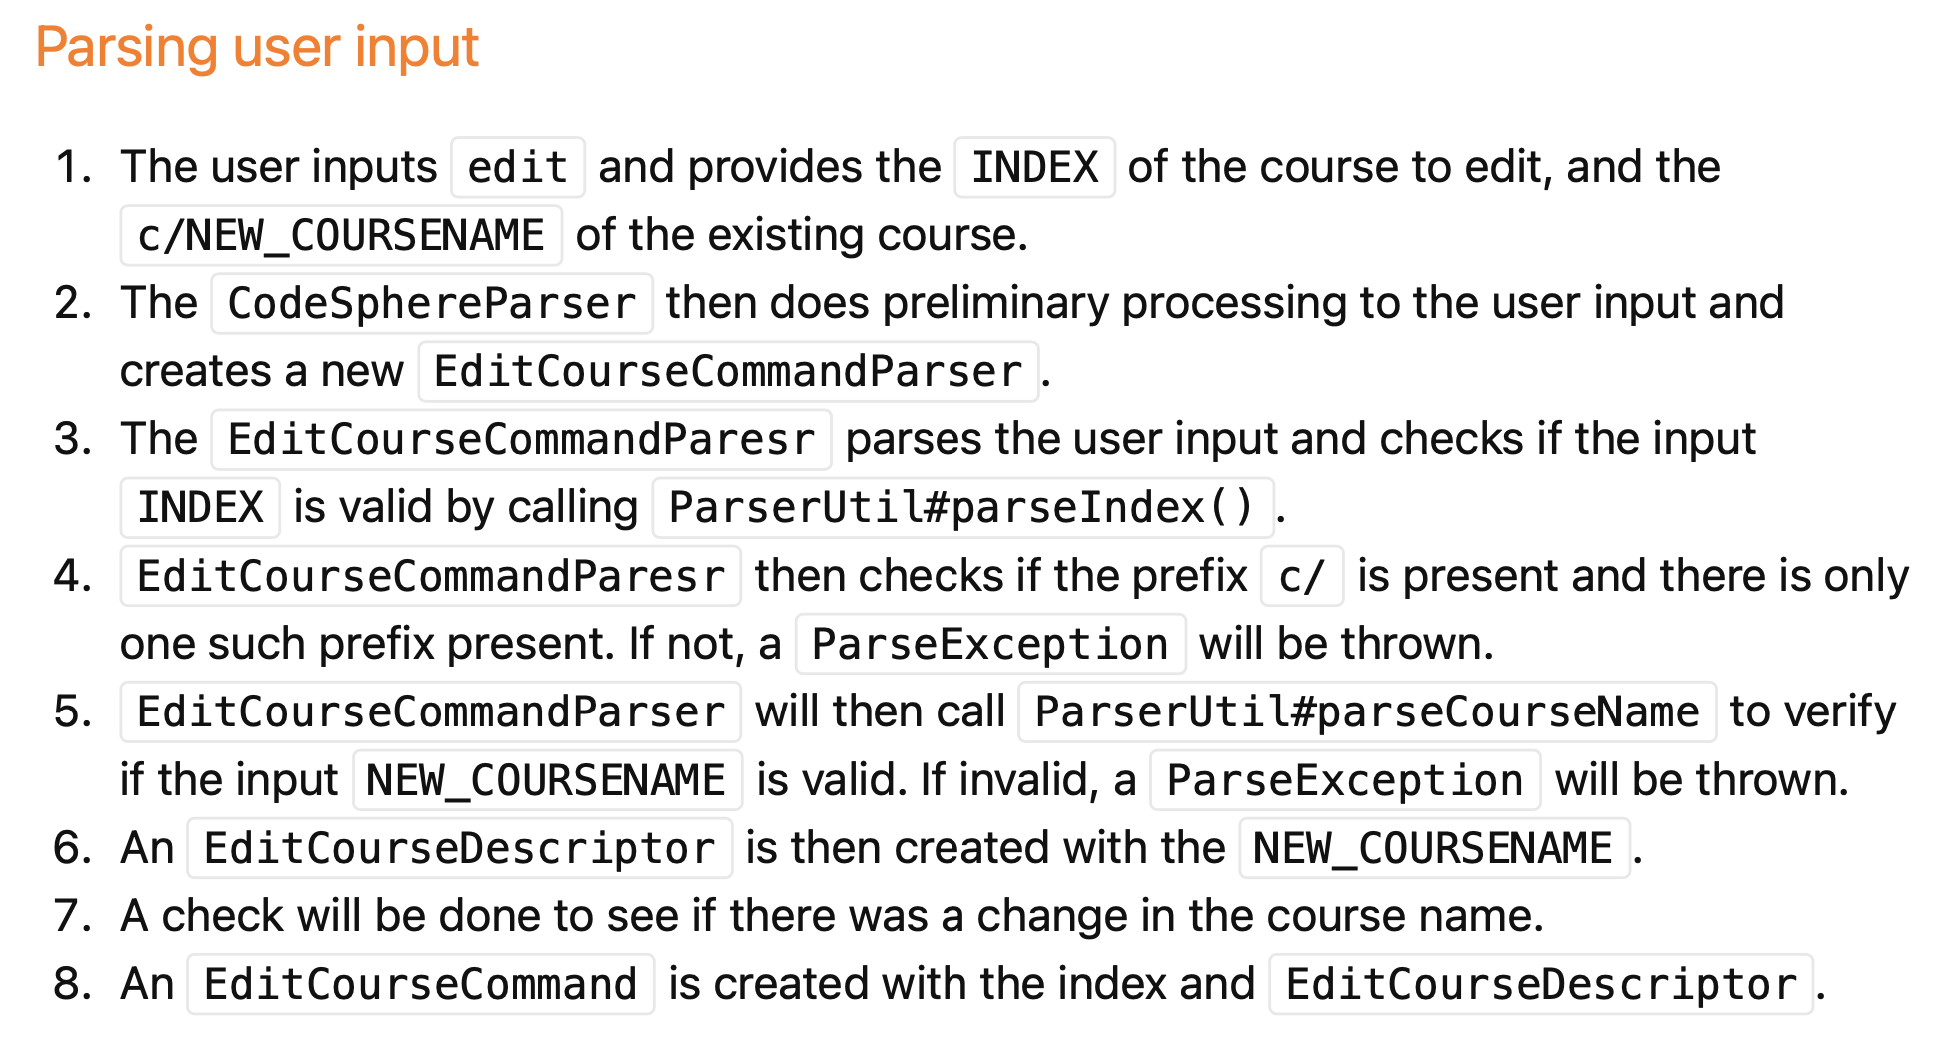 Parsing user input
1. The user inputs edit and provides the INDEX of the course to edit, and the
c/NEW_COURSENAME of the existing course.
2. The CodeSphereParser then does preliminary processing to the user input and
creates a new EditCourseCommandParser.
3. The EditCourseCommandParesr parses the user input and checks if the input
INDEX is valid by calling ParserUtil#parseIndex().
4. EditCourseCommandParesr then checks if the prefix c/ is present and there is only
one such prefix present. If not, a ParseException will be thrown.
5. EditCourseCommandParser will then call ParserUtil#parseCourseName to verify
if the input NEW_COURSENAME is valid. If invalid, a ParseException will be thrown.
6. An EditCourseDescriptor is then created with the NEW_COURSENAME.
7. A check will be done to see if there was a change in the course name.
8. An EditCourseCommand is created with the index and EditCourseDescriptor.